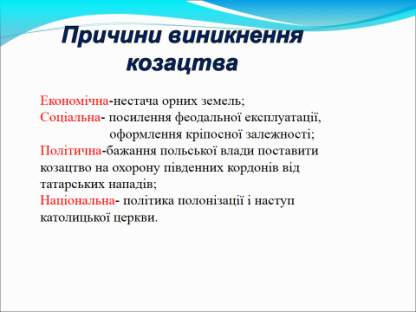 Причини виникнення
козацтва
Економічна-нестача орних земель;
Соціальна- посилення феодальної експлуатації,
оформлення кріпосної залежності;
Політична-бажання польської влади поставити
козацтво на охорону південних кордонів від
татарських нападів;
Національна- політика полонізації і наступ
католицької церкви.